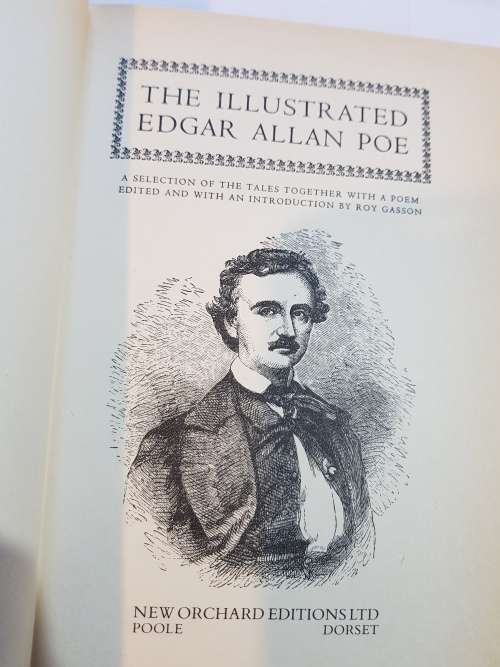 THE ILLUSTRATED
EDGAR ALLAN POE
A SELECTION OF THE TALES TOGETHER WITH A POEM
EDITED AND WITH AN INTRODUCTION BY ROY GASSON
NEW ORCHARD EDITIONS LTD
POOLE DORSET